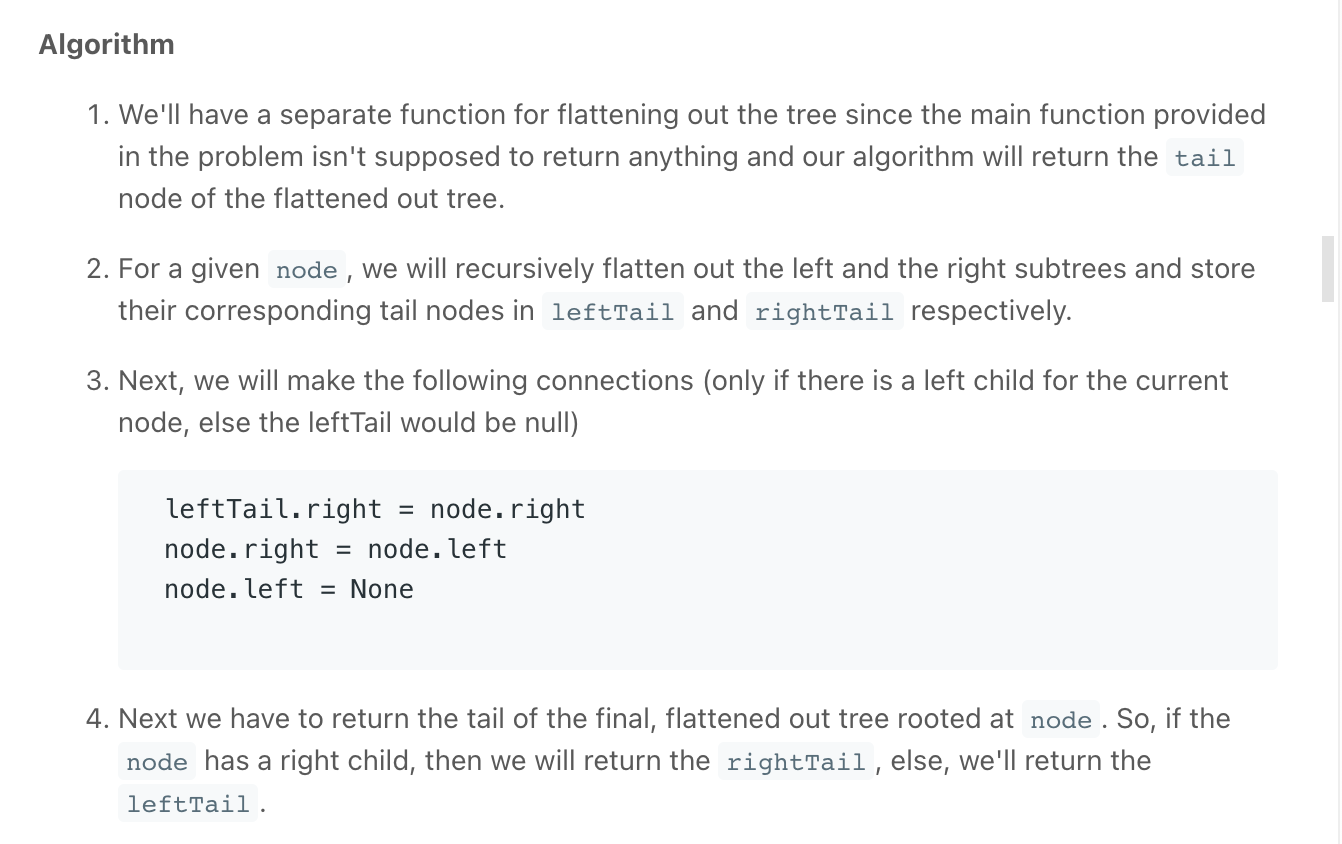 Algorithm
1. We'll have a separate function for flattening out the tree since the main function provided
in the problem isn't supposed to return anything and our algorithm will return the tail
node of the flattened out tree.
2. For a given node , we will recursively flatten out the left and the right subtrees and store
their corresponding tail nodes in leftTail and rightTail respectively.
3. Next, we will make the following connections (only if there is a left child for the current
node, else the leftTail would be null)
leftTail.right = node.right
node.right = node.left
node.left = None
4. Next we have to return the tail of the final, flattened out tree rooted at node . So, if the
node has a right child, then we will return the rightTail , else, we'll return the
leftTail .